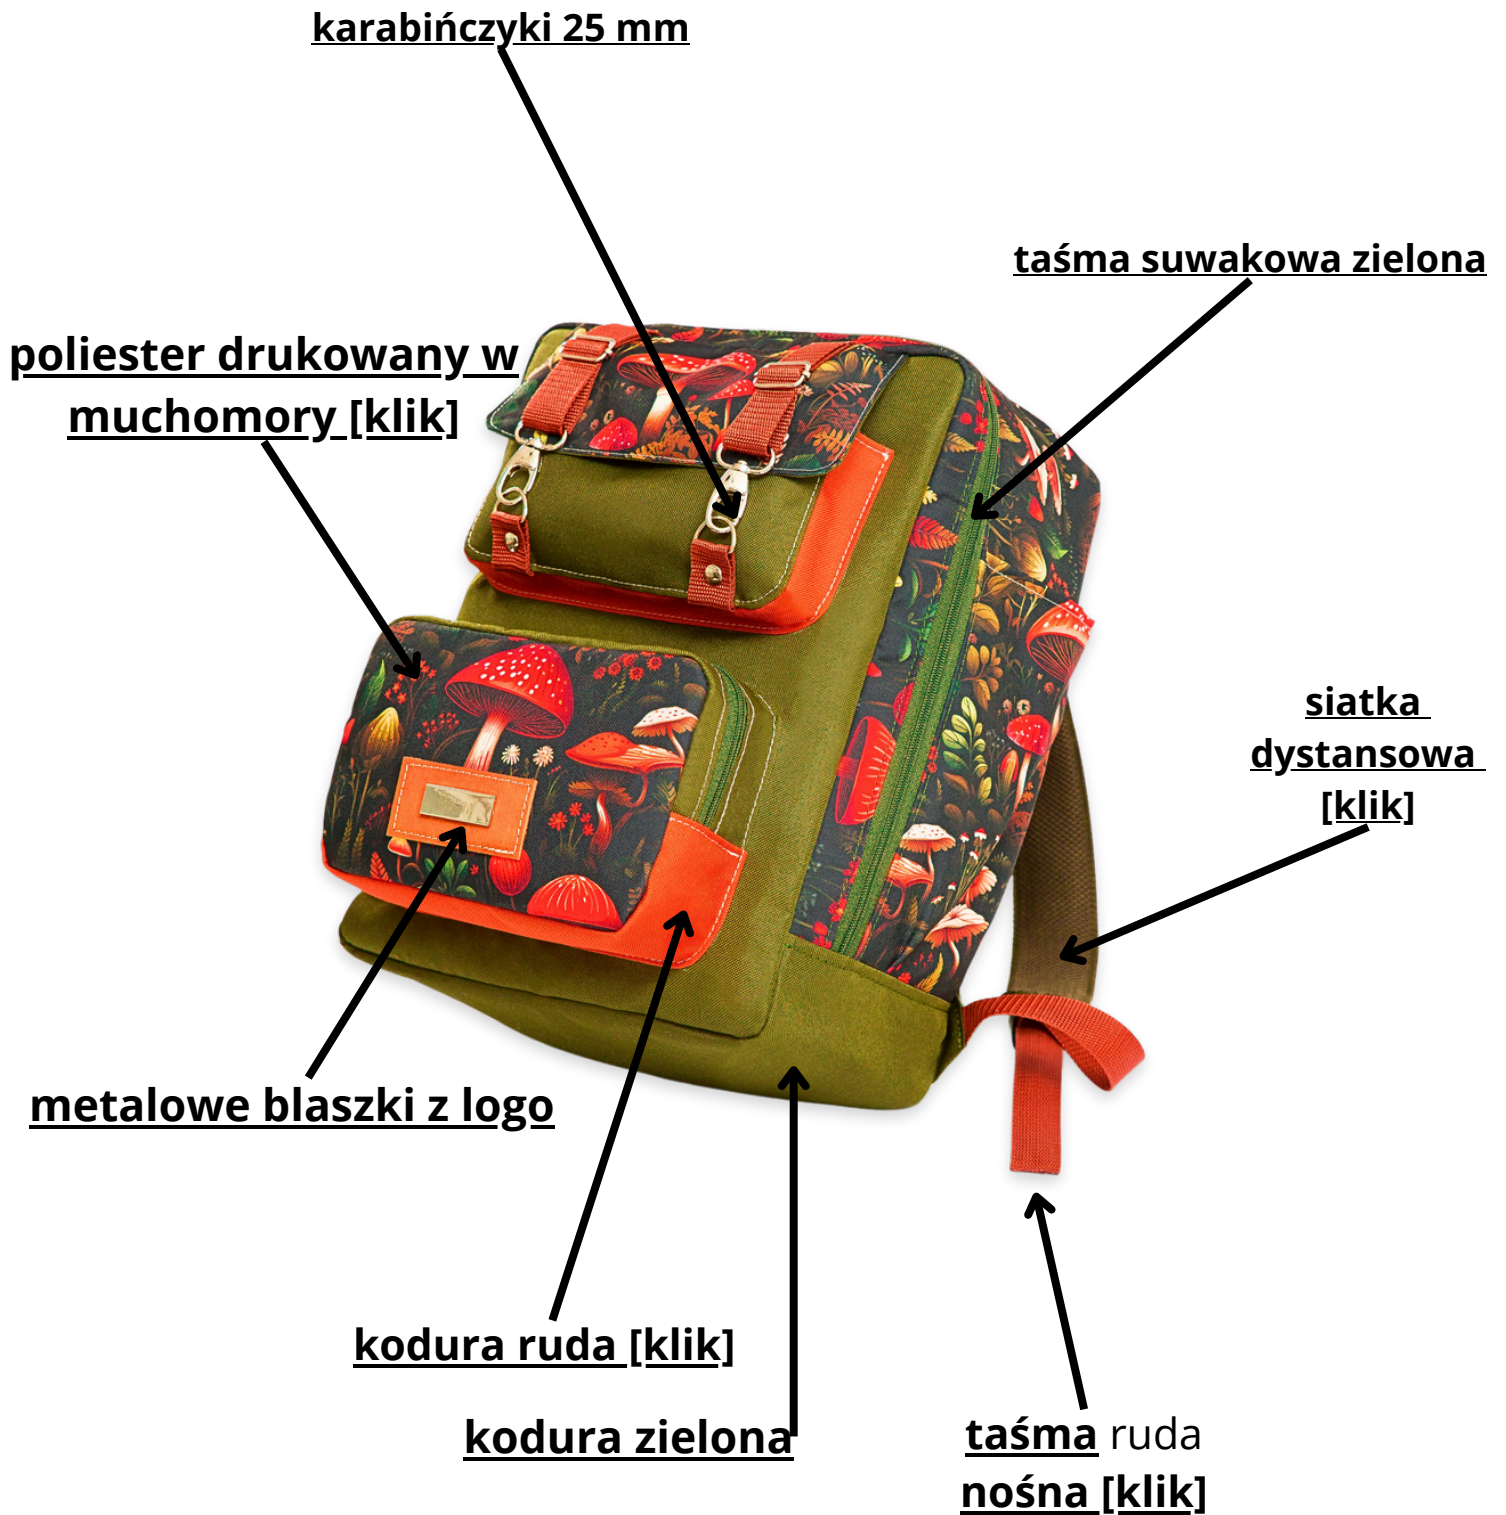 karabińczyki 25 mm
taśma suwakowa zielona
poliester drukowany w
muchomory [klik]
siatka
dystansowa
[klik]
metalowe blaszki z logo
kodura ruda [klik]
kodura zielona
taśma ruda
nośna [klik]